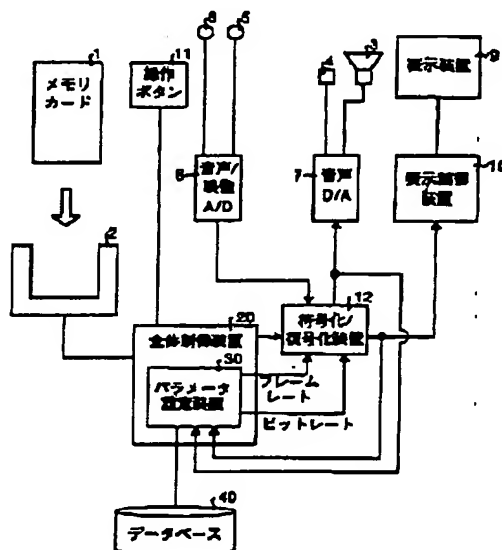 1
メモリ
カード
11
操作
ボタン
8
5
4
3
9
表示装置
6
音声/
映像
A/D
7
音声
D/A
10
表示制御
装置
2
20
全体制御装置
12
符号化/
復号化装置
30
パラメータ
設定装置
フレーム
レート
ビットレート
40
データベース